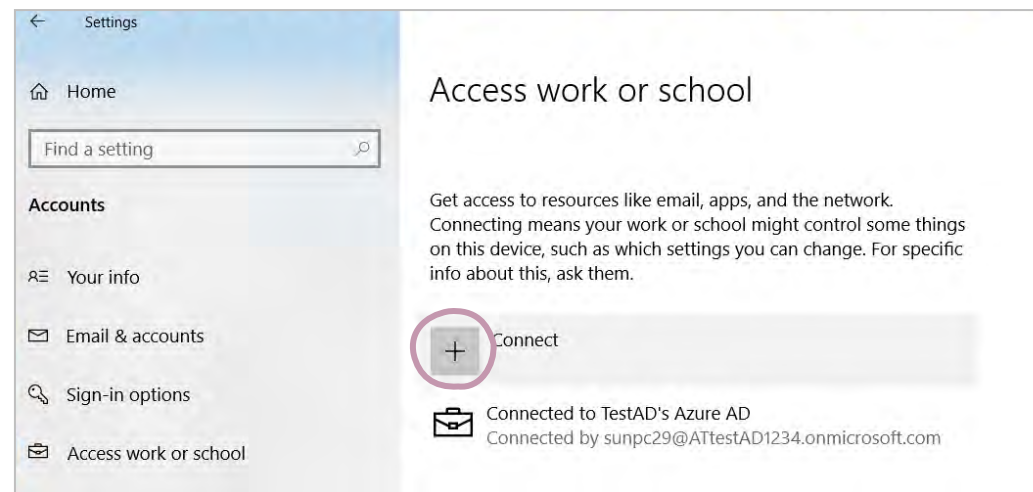 Settings
Home
Find a setting
Accounts
Your info
Email & accounts
Sign-in options
Access work or school
Access work or school
Get access to resources like email, apps, and the network.
Connecting means your work or school might control some things
on this device, such as which settings you can change. For specific
info about this, ask them.
Connect
Connected to TestAD's Azure AD
Connected by sunpc29@ATtestAD1234.onmicrosoft.com